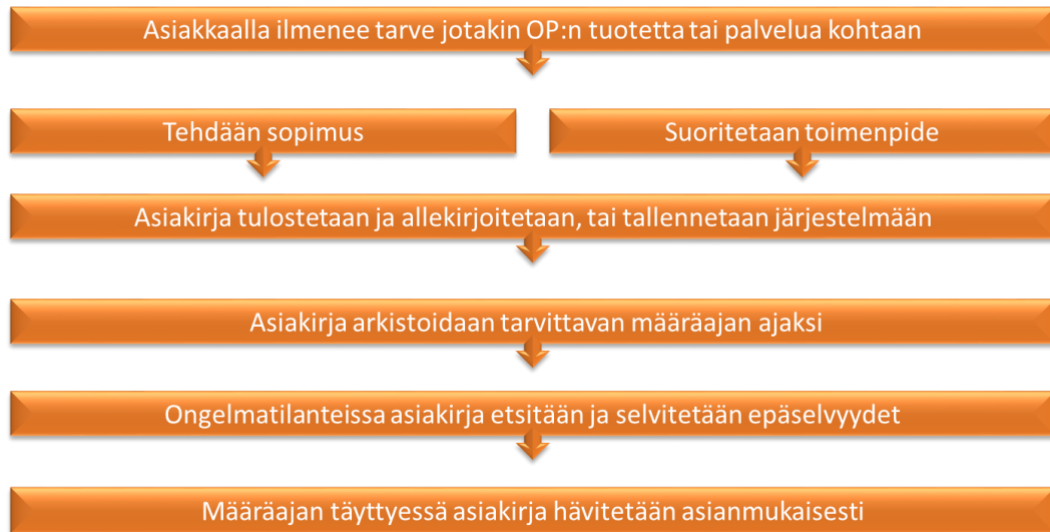 Asiakkaalla ilmenee tarve jotakin OP:n tuotetta tai palvelua kohtaan
Tehdään sopimus
Suoritetaan toimenpide
Asiakirja tulostetaan ja allekirjoitetaan, tai tallennetaan järjestelmään
Asiakirja arkistoidaan tarvittavan määräajan ajaksi
Ongelmatilanteissa asiakirja etsitään ja selvitetään epäselvyydet
Määräajan täyttyessä asiakirja hävitetään asianmukaisesti